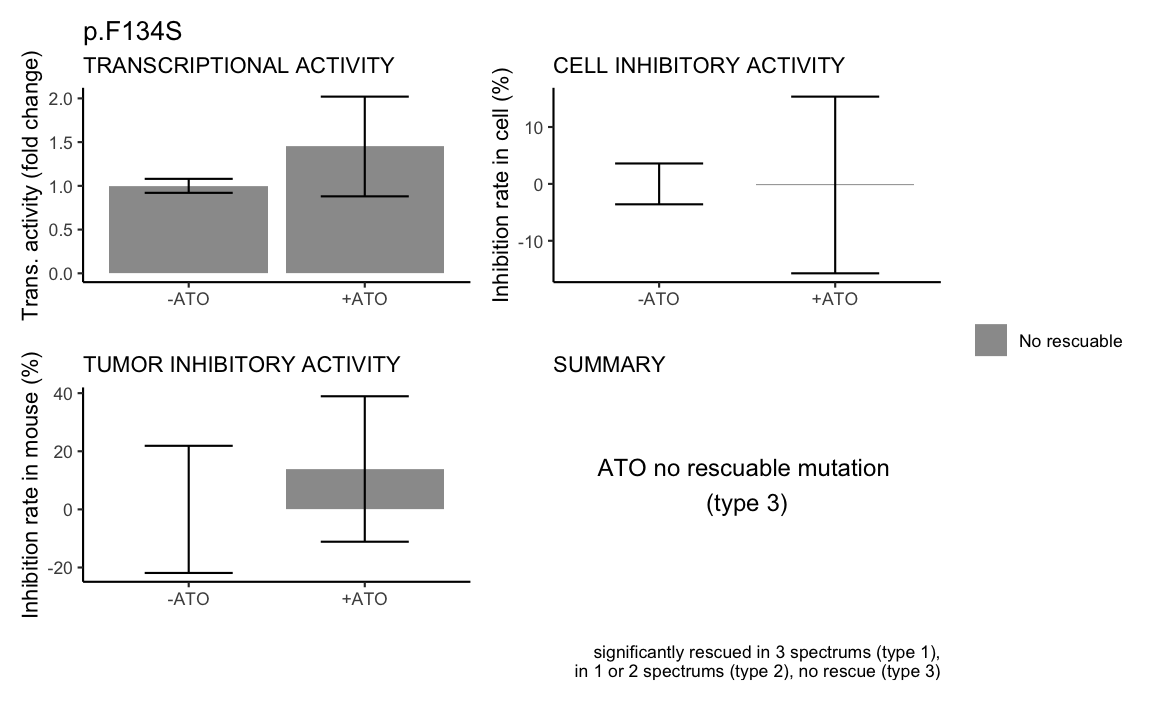 p.F134S
TRANSCRIPTIONAL ACTIVITY
Trans. activity (fold change)
2.0
1.5
1.0
0.5
0.0
-ATO
+ATO
CELL INHIBITORY ACTIVITY
Inhibition rate in cell (%)
10
0
-10
-ATO
+ATO
No rescuable
TUMOR INHIBITORY ACTIVITY
Inhibition rate in mouse (%)
40
20
0
-20
-ATO
+ATO
SUMMARY
ATO no rescuable mutation
(type 3)
significantly rescued in 3 spectrums (type 1),
in 1 or 2 spectrums (type 2), no rescue (type 3)